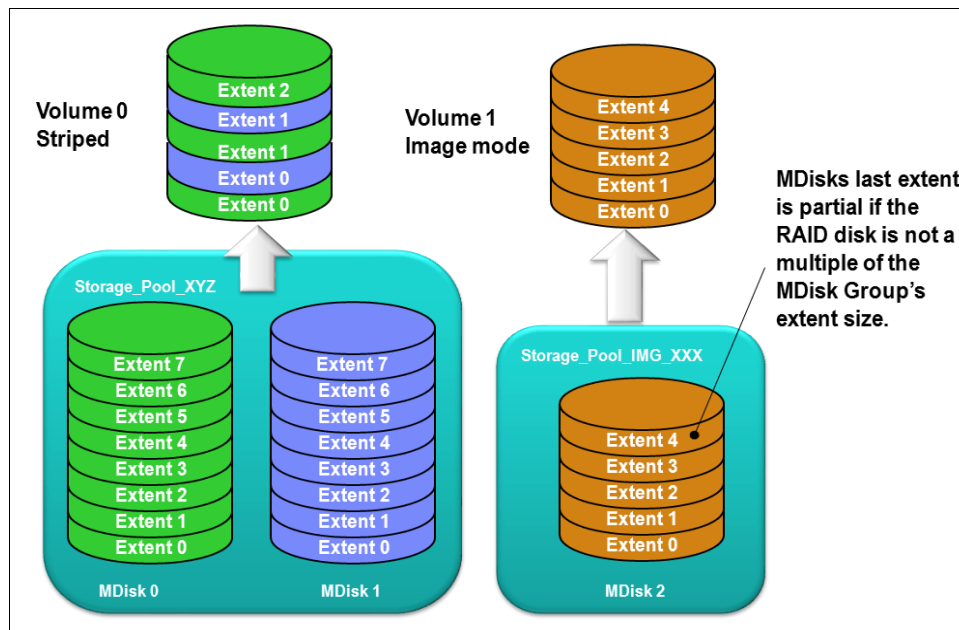 Volume 0
Striped
Extent 2
Extent 1
Extent 1
Extent 0
Extent 0
Volume 1
Image mode
Extent 4
Extent 3
Extent 2
Extent 1
Extent 0
MDisks last extent
is partial if the
RAID disk is not a
multiple of the
MDisk Group's
extent size.
Storage_Pool_XYZ
Extent 7
Extent 6
Extent 5
Extent 4
Extent 3
Extent 2
Extent 1
Extent 0
MDisk 0
Extent 7
Extent 6
Extent 5
Extent 4
Extent 3
Extent 2
Extent 1
Extent 0
MDisk 1
Storage_Pool_IMG_XXX
Extent 4
Extent 3
Extent 2
Extent 1
Extent 0
MDisk 2